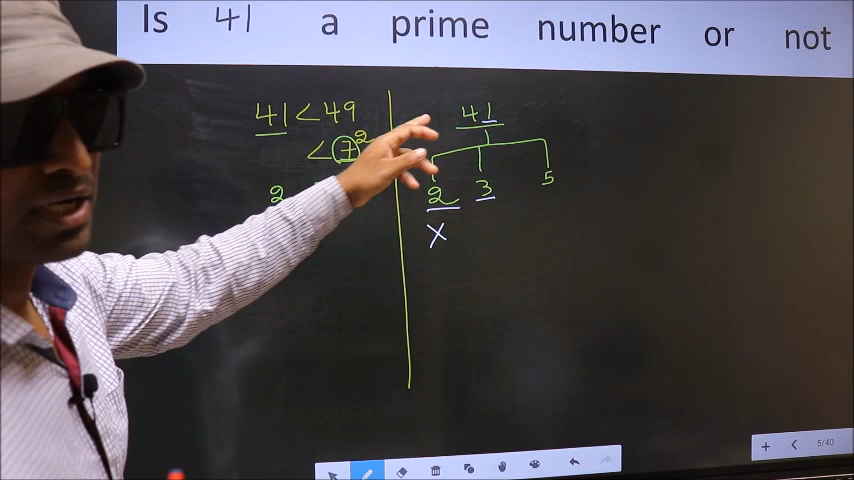 Is 41 a prime number or not
41 < 49
< 7²
2
41
2 3 5
X
5/40